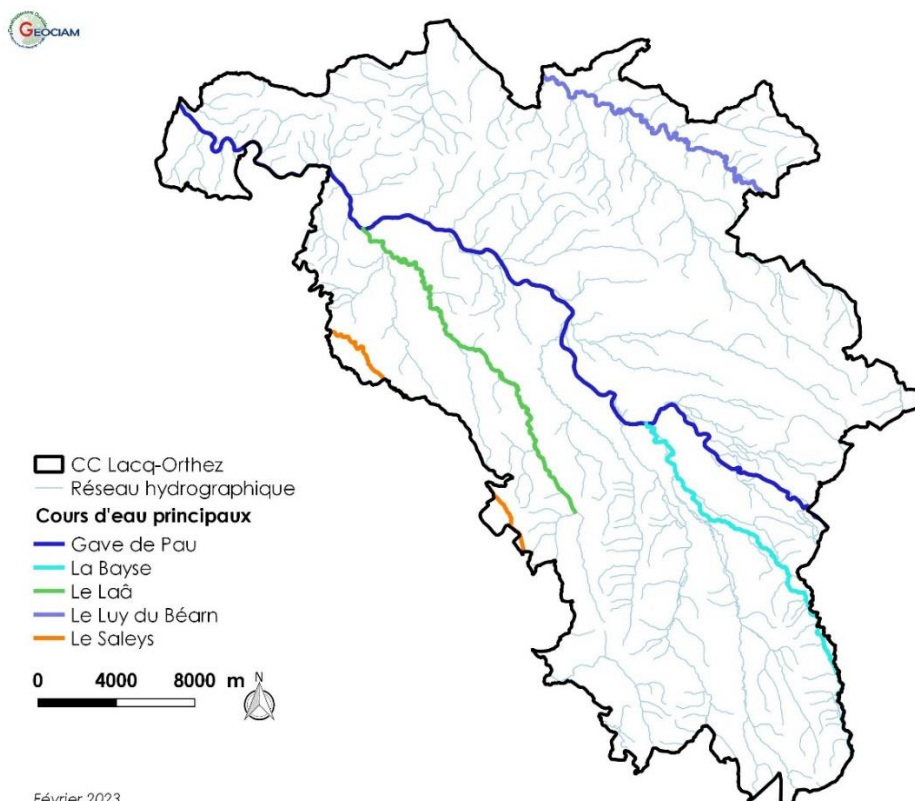 GEOCIAM
CC Lacq-Orthez
Réseau hydrographique
Cours d'eau principaux
Gave de Pau
La Bayse
Le Laâ
Le Luy du Béarn
Le Saleys
0 4000 8000 m
N
Février 2023